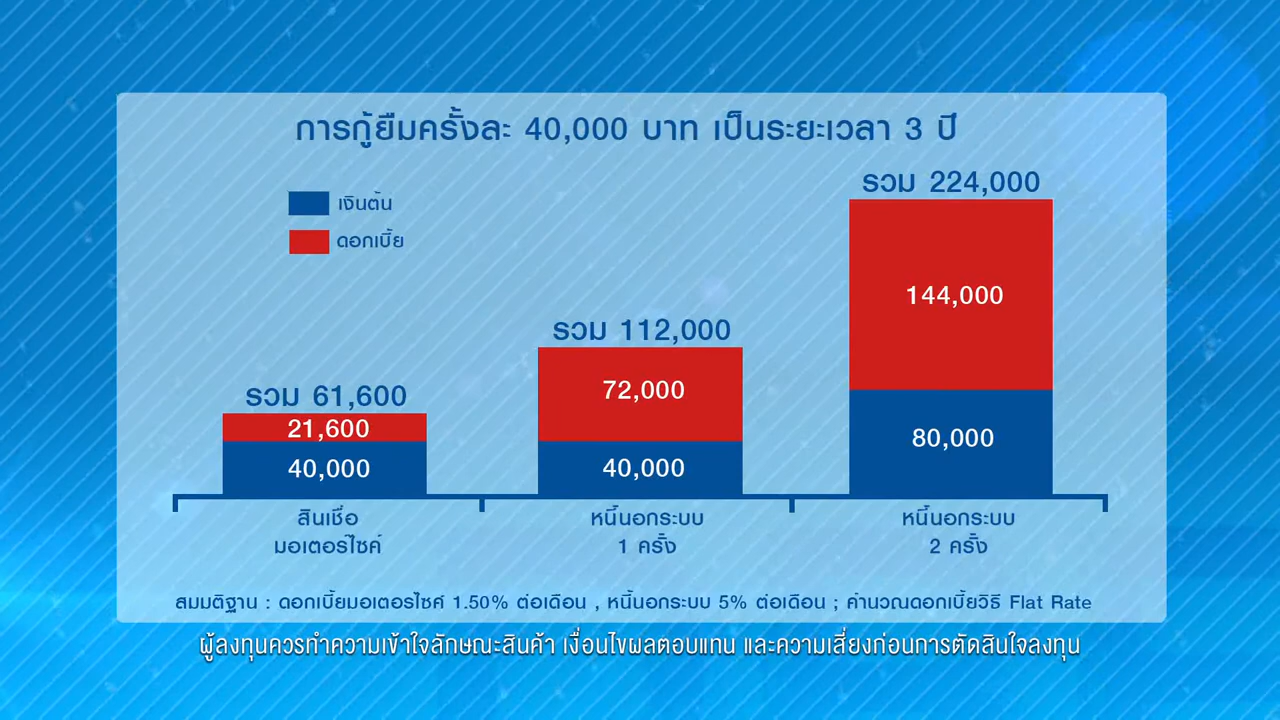 การกู้ยืมครั้งละ 40,000 บาท เป็นระยะเวลา 3 ปี
เงินต้น
ดอกเบี้ย
รวม 61,600
21,600
40,000
รวม 112,000
72,000
40,000
รวม 224,000
144,000
80,000
สินเชื่อ
มอเตอร์ไซค์
หนี้นอกระบบ
1 ครั้ง
หนี้นอกระบบ
2 ครั้ง
สมมติฐาน : ดอกเบี้ยมอเตอรไซค์ 1.50% ต่อเดือน , หนี้นอกระบบ 5% ต่อเดือน ; คำนวณดอกเบี้ยวิธี Flat Rate
ผู้ลงทุนควรทำความเข้าใจลักษณะสินค้า เงื่อนไขผลตอบแทน และความเสี่ยงก่อนการตัดสินใจลงทุน